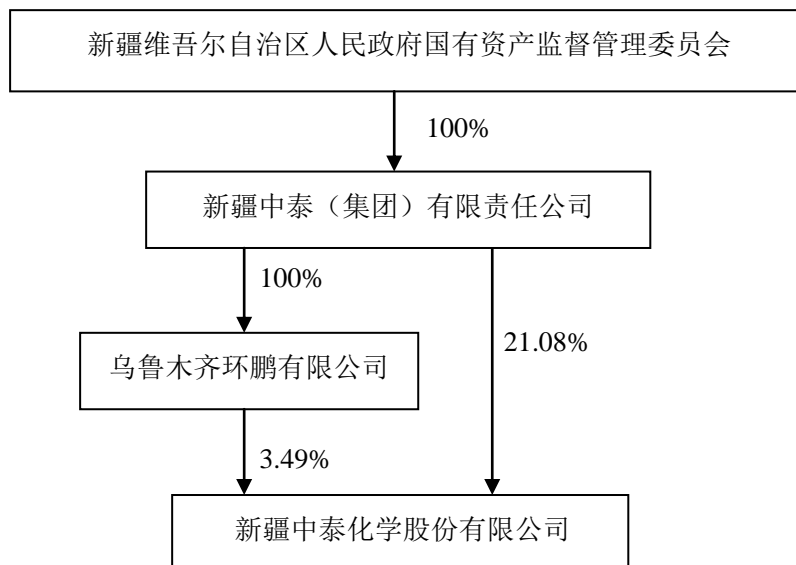 新疆维吾尔自治区人民政府国有资产监督管理委员会
100%
新疆中泰（集团）有限责任公司
100%
21.08%
乌鲁木齐环鹏有限公司
3.49%
新疆中泰化学股份有限公司